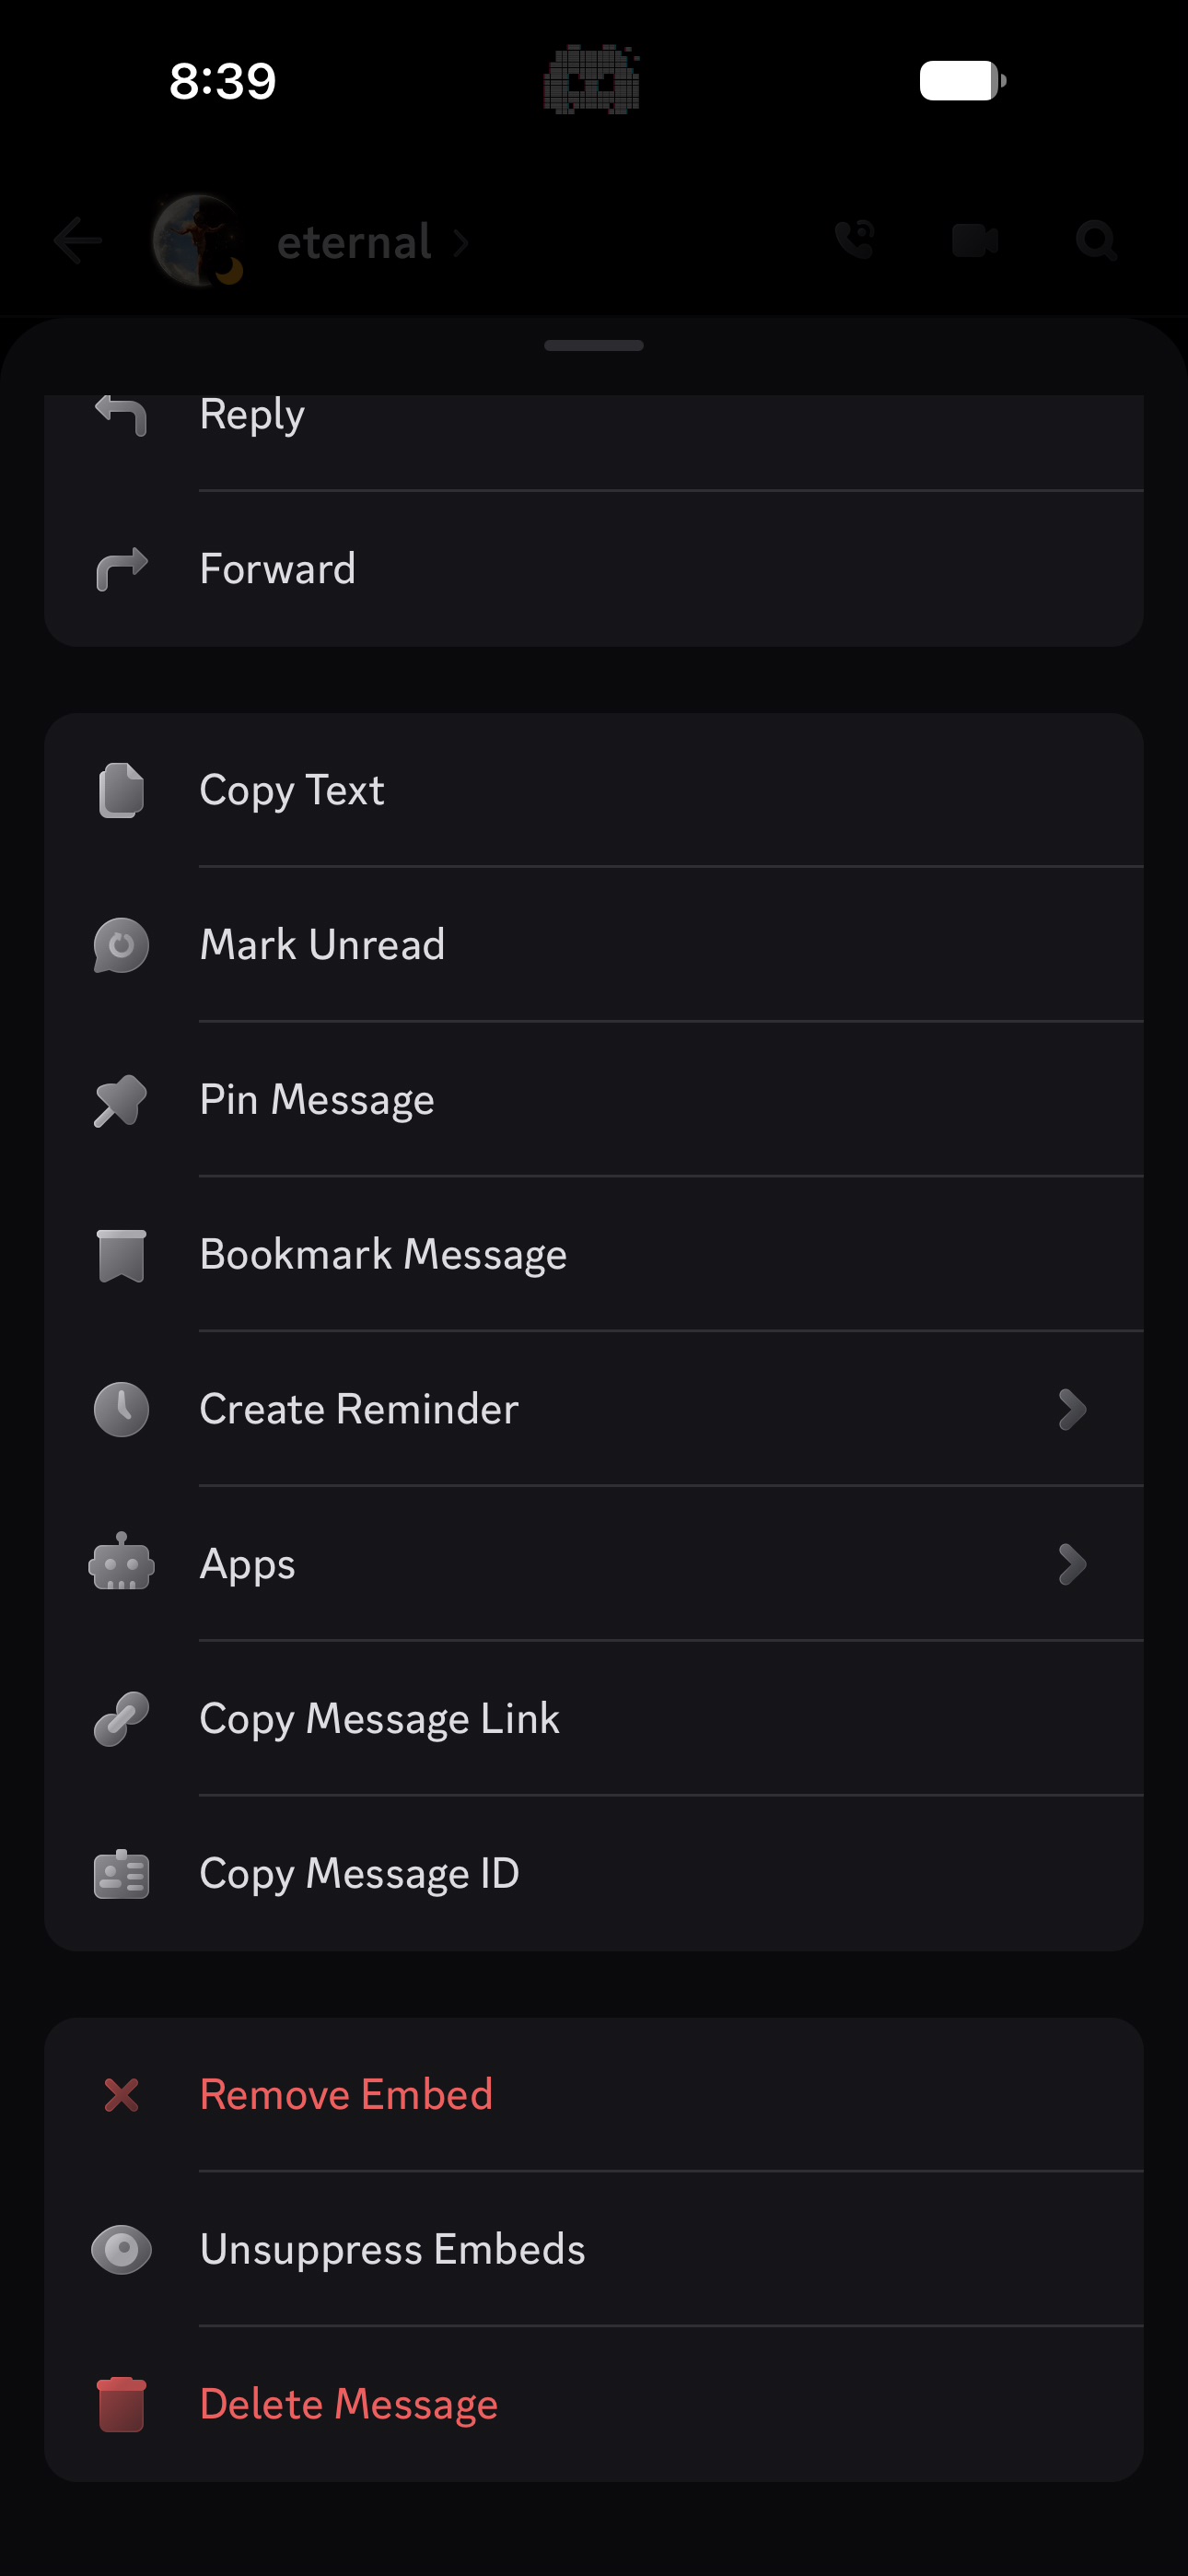 8:39
eternal
Reply
Forward
Copy Text
Mark Unread
Pin Message
Bookmark Message
Create Reminder
Apps
Copy Message Link
Copy Message ID
Remove Embed
Unsuppress Embeds
Delete Message